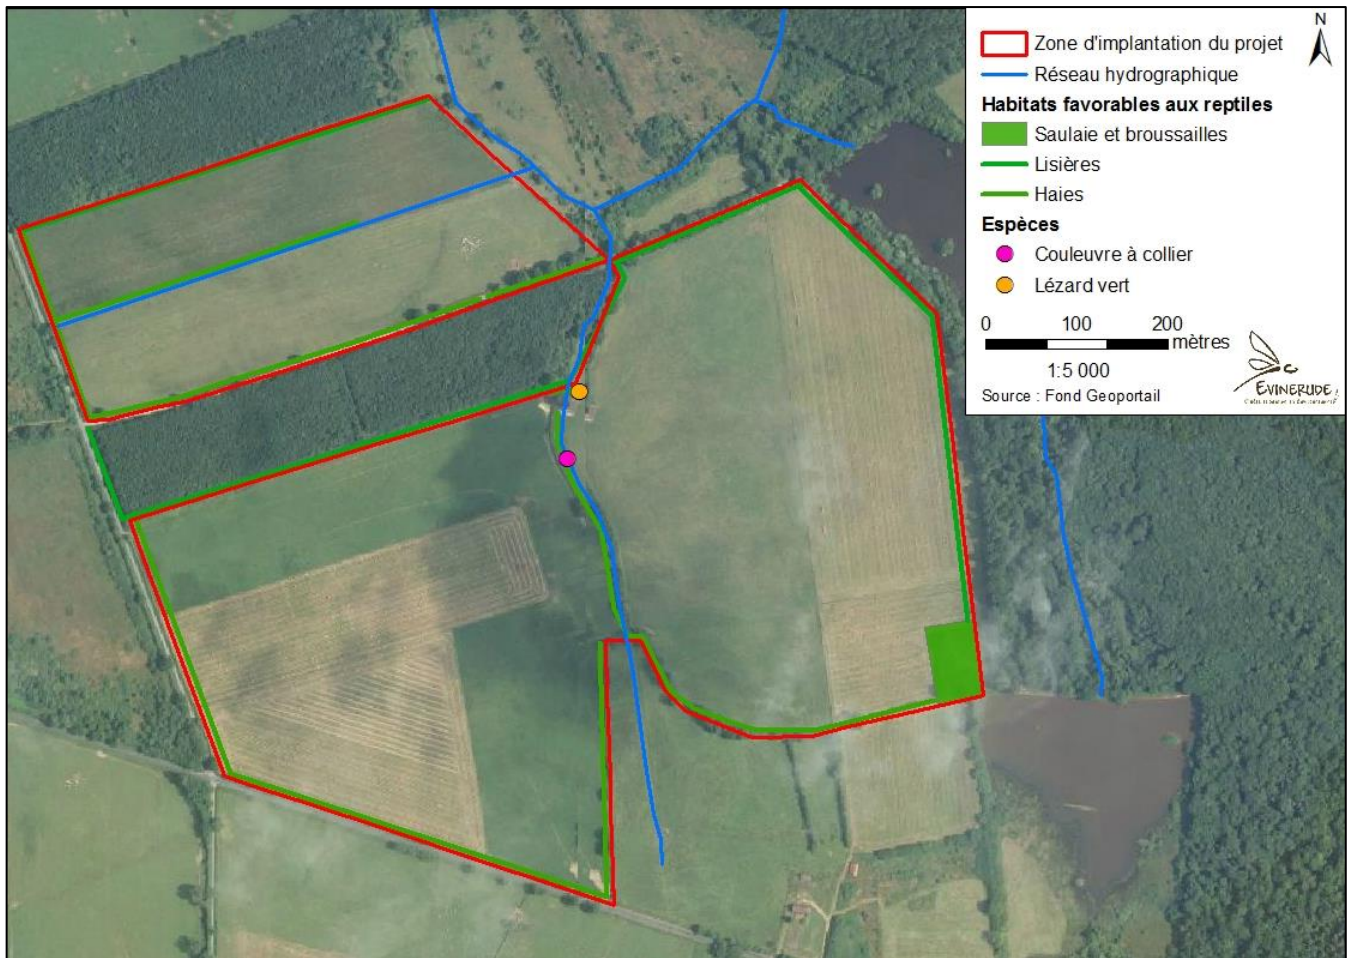 N
Zone d'implantation du projet
Réseau hydrographique
Habitats favorables aux reptiles
Saulaie et broussailles
Lisières
Haies
Espèces
Couleuvre à collier
Lézard vert
0 100 200
mètres
1:5 000
Source : Fond Geoportail
EVINERUDE